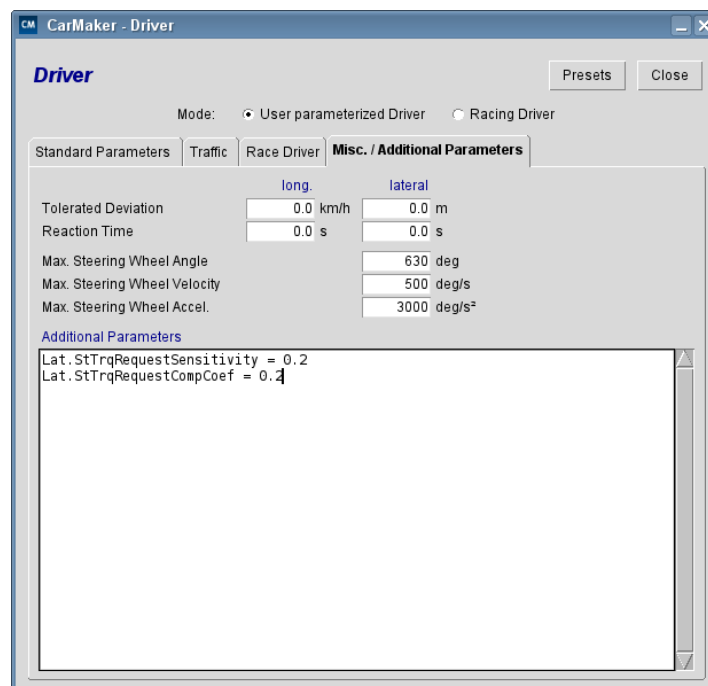 CM CarMaker - Driver
Driver
Presets
Close
Mode: User parameterized Driver Racing Driver
Standard Parameters Traffic Race Driver Misc. / Additional Parameters
long. lateral
Tolerated Deviation 0.0 km/h 0.0 m
Reaction Time 0.0 s 0.0 s
Max. Steering Wheel Angle 630 deg
Max. Steering Wheel Velocity 500 deg/s
Max. Steering Wheel Accel. 3000 deg/s²
Additional Parameters
Lat.StTrqRequestSensitivity = 0.2
Lat.StTrqRequestCompCoef = 0.2